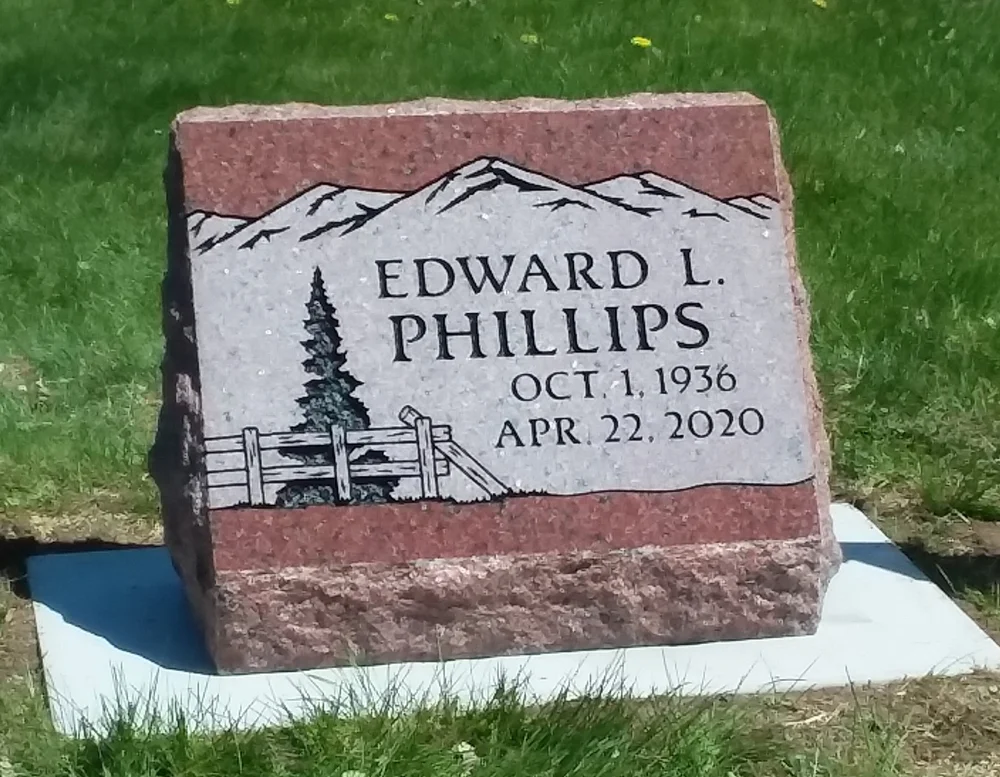 EDWARD L.
PHILLIPS
OCT. 1, 1936
APR. 22, 2020